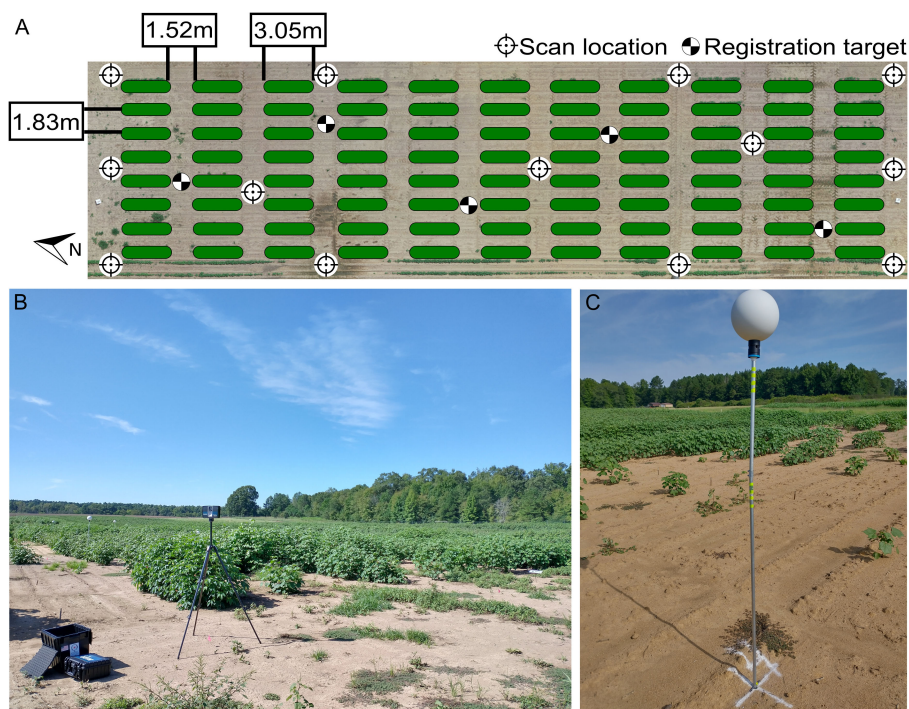 A
1.52m
3.05m
Scan location
Registration target
1.83m
N
B
C